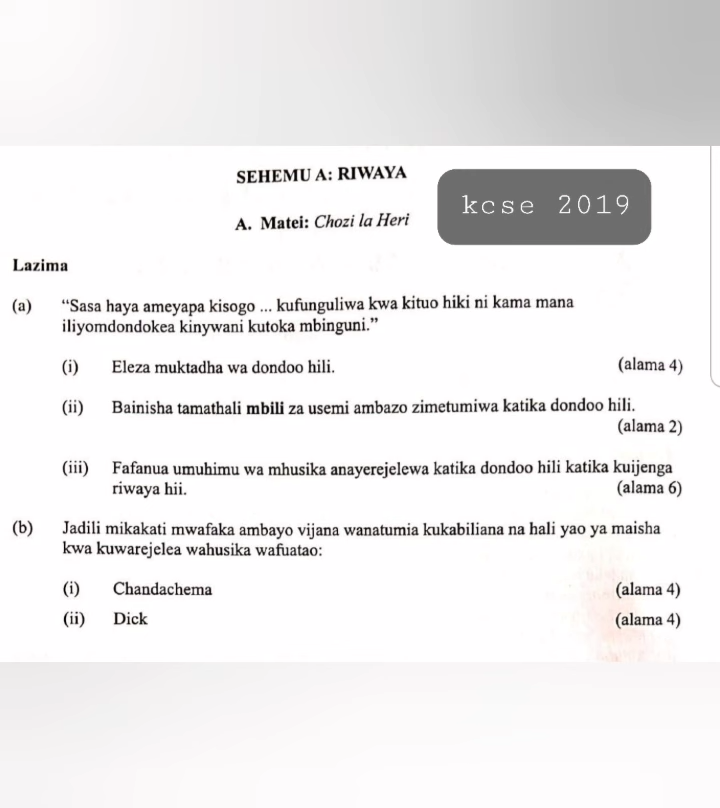 SEHEMU A: RIWAYA
kcse 2019
A. Matei: Chozi la Heri
Lazima
(a) “Sasa haya ameyapa kisogo ... kufunguliwa kwa kituo hiki ni kama mana
iliyomdondokea kinywani kutoka mbinguni.”
(i) Eleza muktadha wa dondoo hili. (alama 4)
(ii) Bainisha tamathali mbili za usemi ambazo zimetumiwa katika dondoo hili.
(alama 2)
(iii) Fafanua umuhimu wa mhusika anayerejelewa katika dondoo hili katika kuijenga
riwaya hii. (alama 6)
(b) Jadili mikakati mwafaka ambayo vijana wanatumia kukabiliana na hali yao ya maisha
kwa kuwarejelea wahusika wafuatao:
(i) Chandachema (alama 4)
(ii) Dick (alama 4)